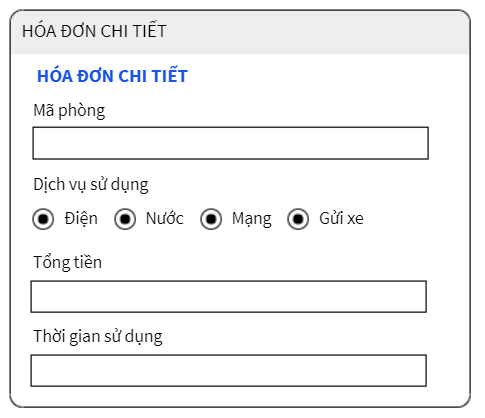 HÓA ĐƠN CHI TIẾT
HÓA ĐƠN CHI TIẾT
Mã phòng
Dịch vụ sử dụng
Điện Nước Mạng Gửi xe
Tổng tiền
Thời gian sử dụng